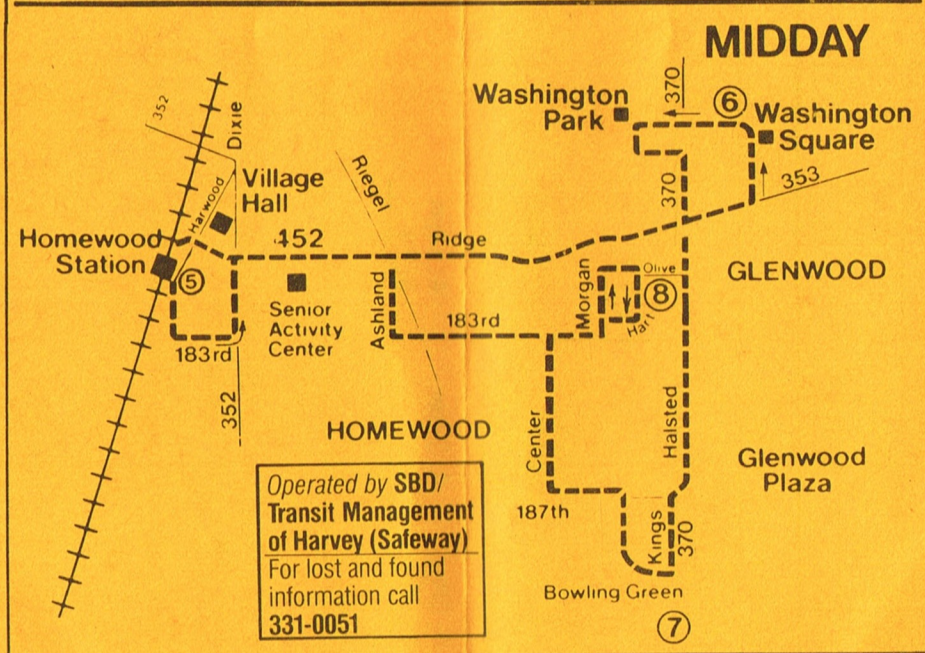 MIDDAY
370
6
Washington
Park
Washington
Square
352
Dixie
Riegel
370
353
Harwood
Village
Hall
Homewood
Station
5
452
Ridge
Senior
Activity
Center
Ashland
183rd
Morgan
Olive
8
Hart
GLENWOOD
183rd
352
HOMEWOOD
Center
Halsted
Glenwood
Plaza
187th
Kings
370
Bowling Green
7
Operated by SBD/
Transit Management
of Harvey (Safeway)
For lost and found
information call
331-0051